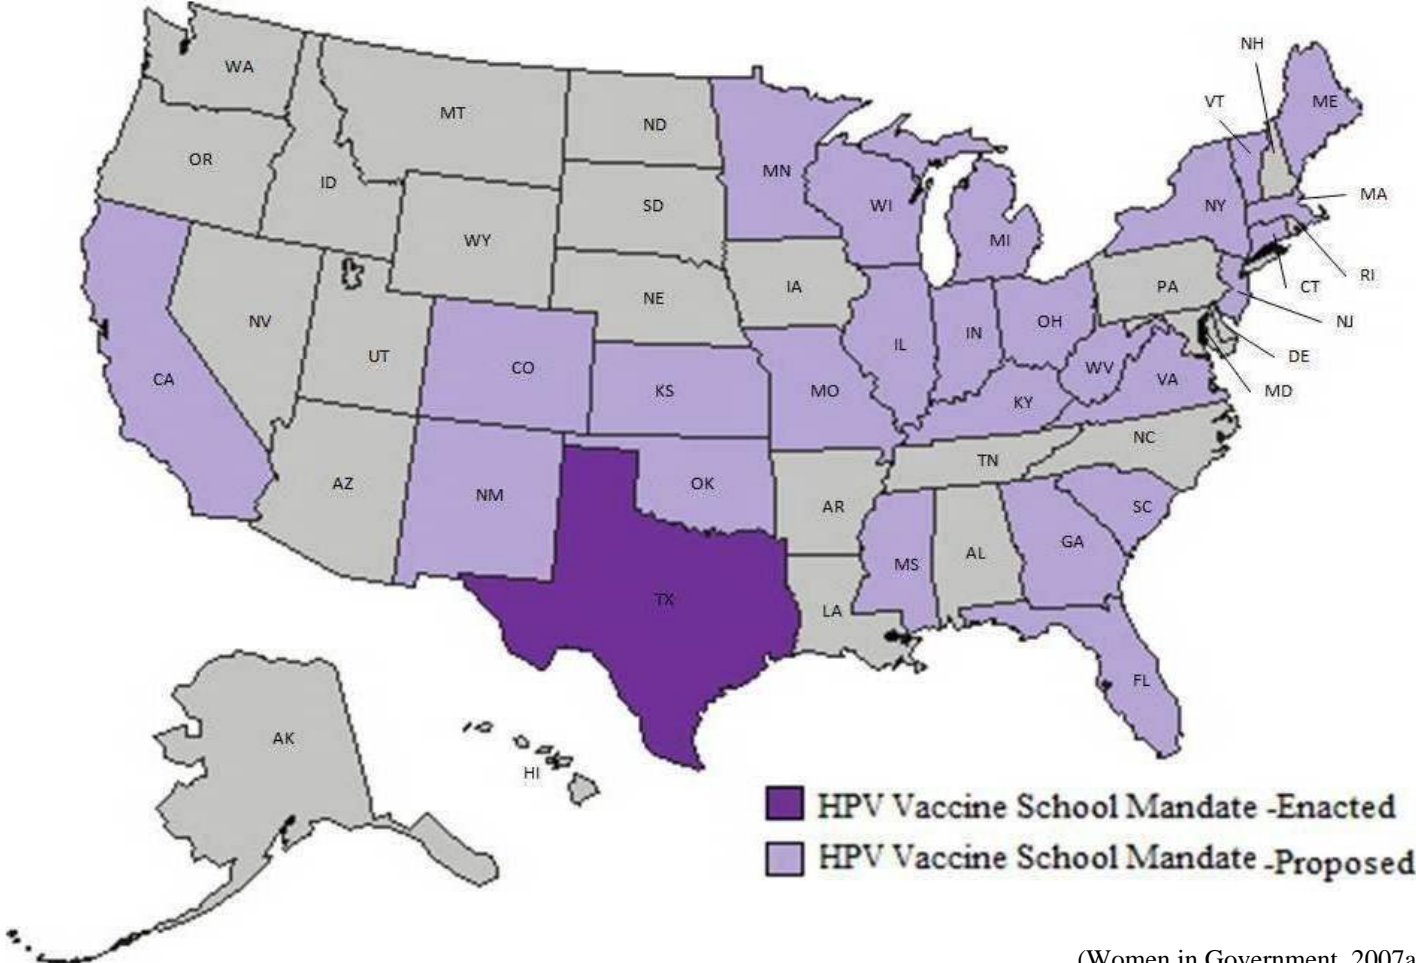 NH
ME
WA
VT
MT
ND
OR
MN
ID
MA
SD
WI
NY
WY
MI
RI
PA
CT
IA
NE
NV
OH
NJ
IN
IL
UT
DE
CO
WV
CA
VA
KS
MO
MD
KY
NC
TN
AZ
OK
NM
AR
SC
GA
AL
MS
TX
LA
FL
AK
HI
HPV Vaccine School Mandate -Enacted
HPV Vaccine School Mandate -Proposed
(Women in Government, 2007a